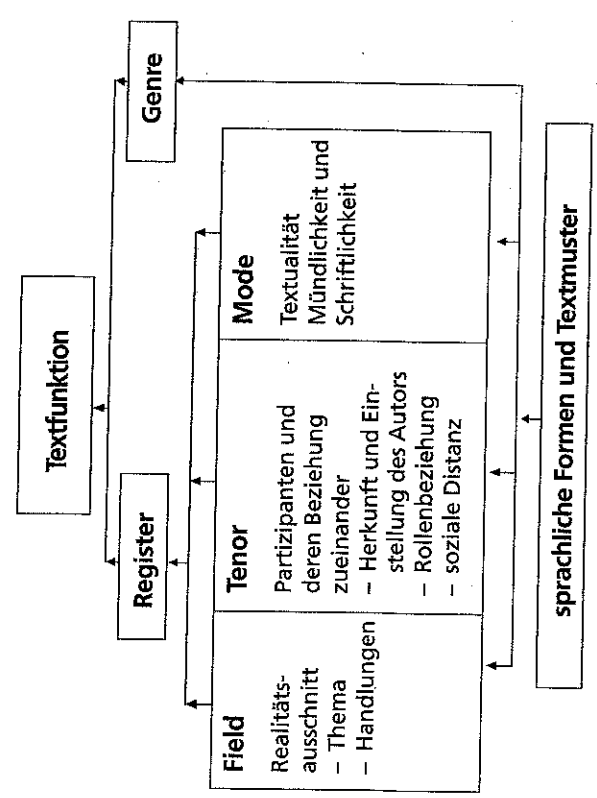 Textfunktion
Register
Genre
Field
Realitäts-
ausschnitt
– Thema
– Handlungen
Tenor
Partizipanten und
deren Beziehung
zueinander
– Herkunft und Ein-
stellung des Autors
– Rollenbeziehung
– soziale Distanz
Mode
Textualität
Mündlichkeit und
Schriftlichkeit
sprachliche Formen und Textmuster